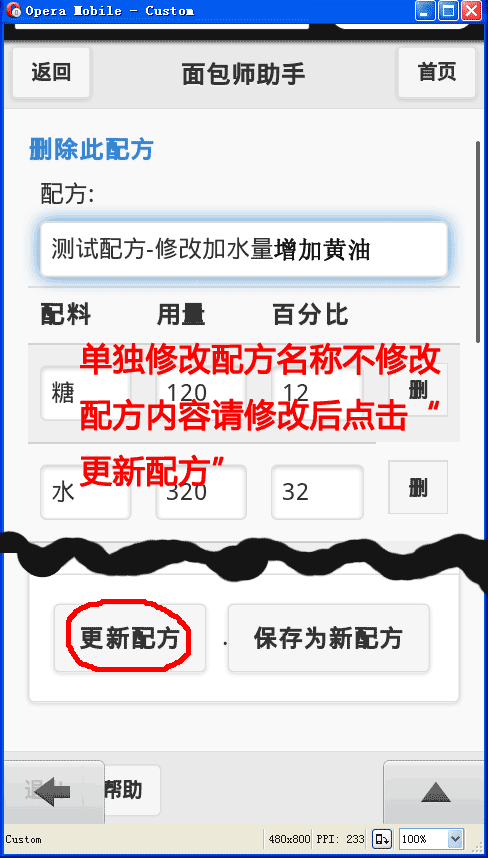 Opera Mobile - Custom
返回
面包师助手
首页
删除此配方
配方:
测试配方-修改加水量增加黄油
配料 用量 百分比
单独修改配方名称不修改
糖 120 12 删
配方内容请修改后点击“
更新配方”
水 320 32 删
更新配方 . 保存为新配方
帮助
Custom 480x800 PPI: 233 100%